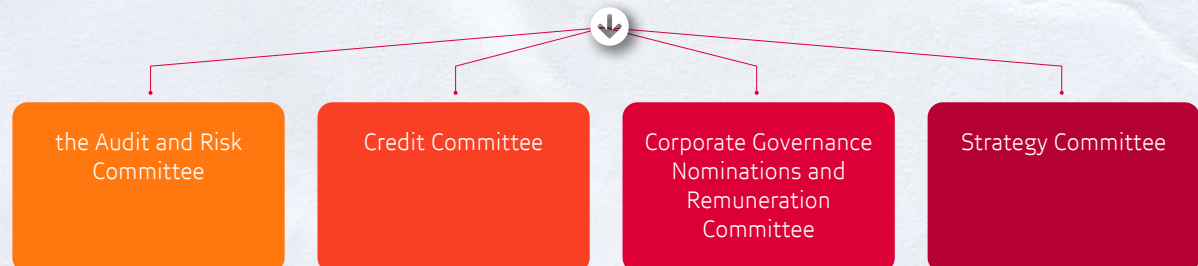 the Audit and Risk
Committee
Credit Committee
Corporate Governance
Nominations and
Remuneration
Committee
Strategy Committee